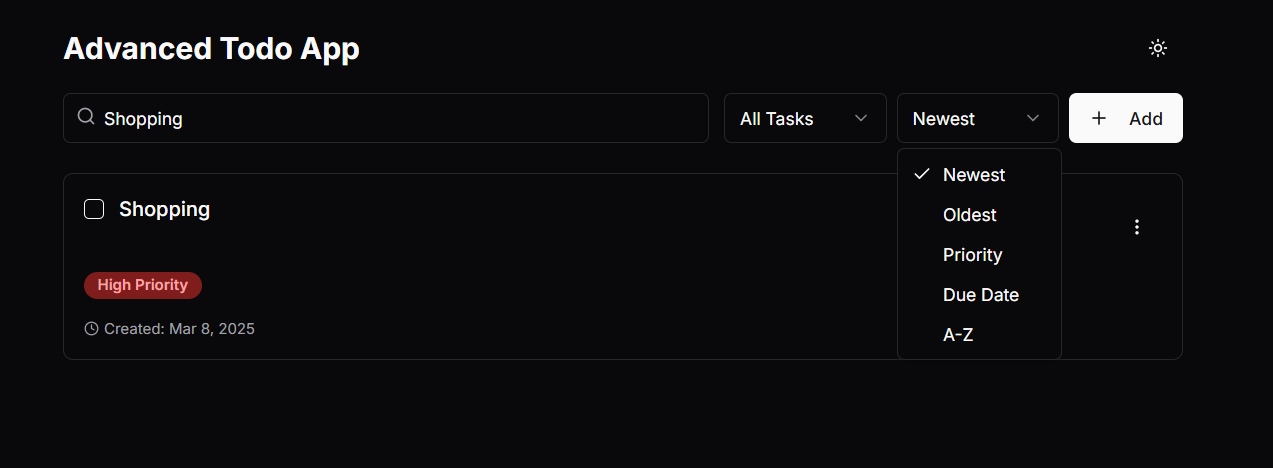 Advanced Todo App
Shopping
All Tasks
Newest
Add
Newest
Oldest
Priority
Due Date
A-Z
Shopping
High Priority
Created: Mar 8, 2025